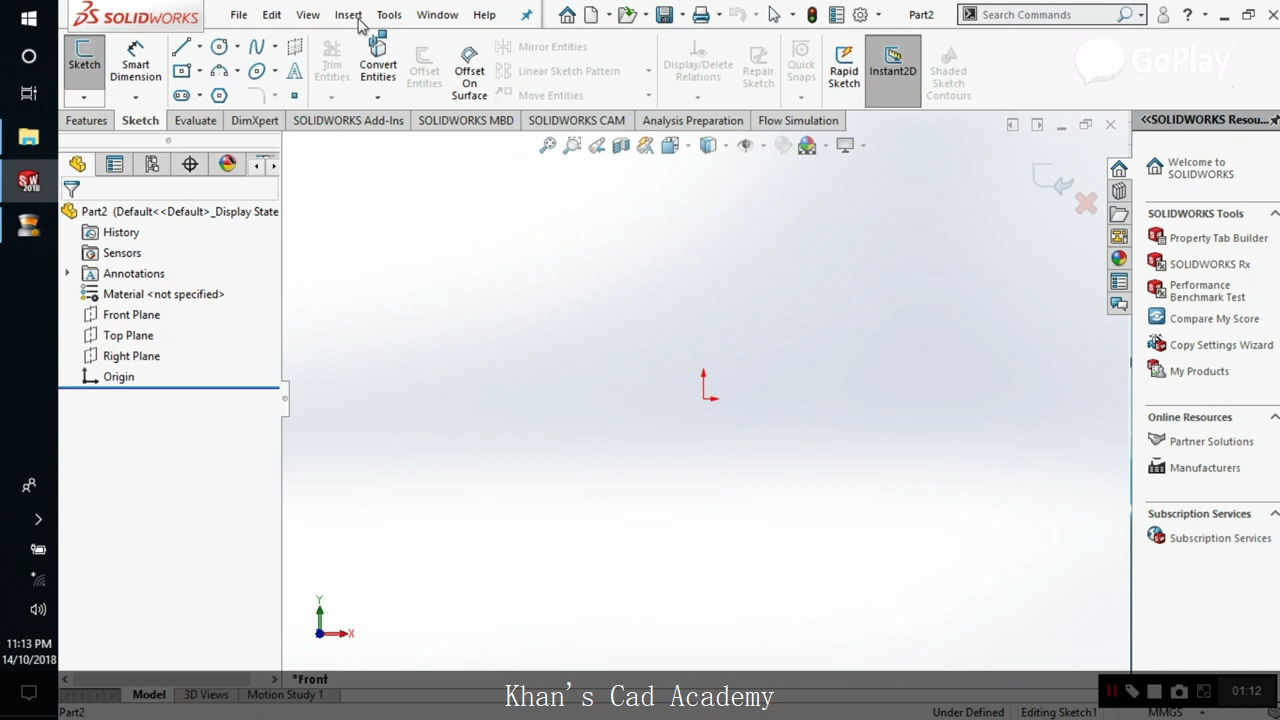 SOLIDWORKS File Edit View Insert Tools Window Help Part2 Search Commands ?
GoPlay
Sketch Smart Dimension Trim Entities Convert Entities Offset Entities Offset On Surface Mirror Entities Linear Sketch Pattern Move Entities Display/Delete Relations Repair Sketch Quick Snaps Rapid Sketch Instant2D Shaded Sketch Contours
Features Sketch Evaluate DimXpert SOLIDWORKS Add-Ins SOLIDWORKS MBD SOLIDWORKS CAM Analysis Preparation Flow Simulation
<<SOLIDWORKS Resou...
Part2 (Default<<Default>_Display State
History
Sensors
Annotations
Material <not specified>
Front Plane
Top Plane
Right Plane
Origin
Welcome to
SOLIDWORKS
SOLIDWORKS Tools
Property Tab Builder
SOLIDWORKS Rx
Performance
Benchmark Test
Compare My Score
Copy Settings Wizard
My Products
Online Resources
Partner Solutions
Manufacturers
Subscription Services
Subscription Services
SW
2018
11:13 PM
14/10/2018
Y
X
*Front
Model 3D Views Motion Study 1
Khan's Cad Academy
01:12
Part2 Under Defined Editing Sketch1 MMGS